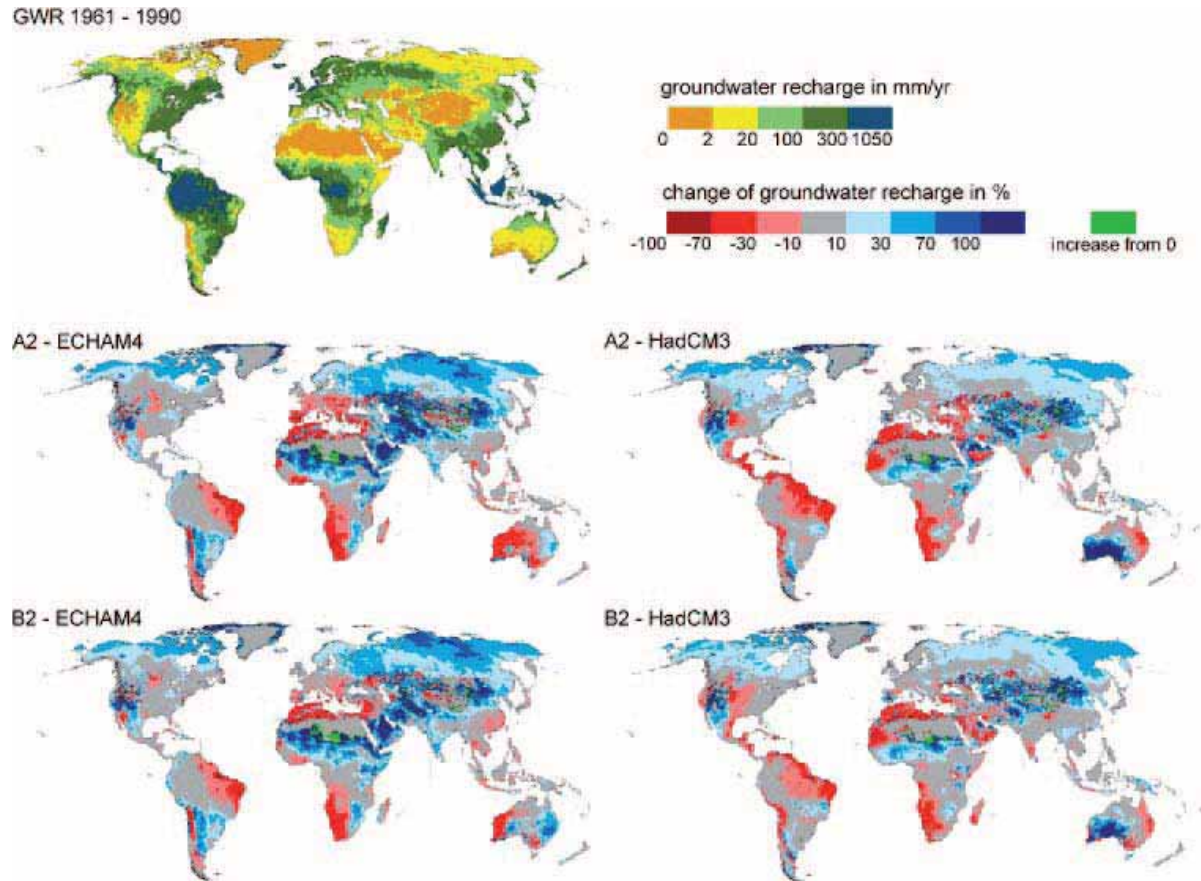 GWR 1961 - 1990
groundwater recharge in mm/yr
0 2 20 100 300 1050
change of groundwater recharge in %
-100 -70 -30 -10 10 30 70 100
increase from 0
A2 - ECHAM4
A2 - HadCM3
B2 - ECHAM4
B2 - HadCM3